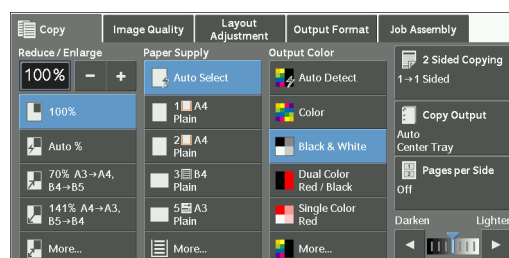 Copy
Image Quality
Layout
Adjustment
Output Format
Job Assembly
Reduce / Enlarge
100%
−
+
100%
Auto %
70% A3→A4,
B4→B5
141% A4→A3,
B5→B4
More...
Paper Supply
Auto Select
1 A4
Plain
2 A4
Plain
3 B4
Plain
5 A3
Plain
More...
Output Color
Auto Detect
Color
Black & White
Dual Color
Red / Black
Single Color
Red
More...
2 Sided Copying
1→1 Sided
Copy Output
Auto
Center Tray
Pages per Side
Off
Darken Lighte